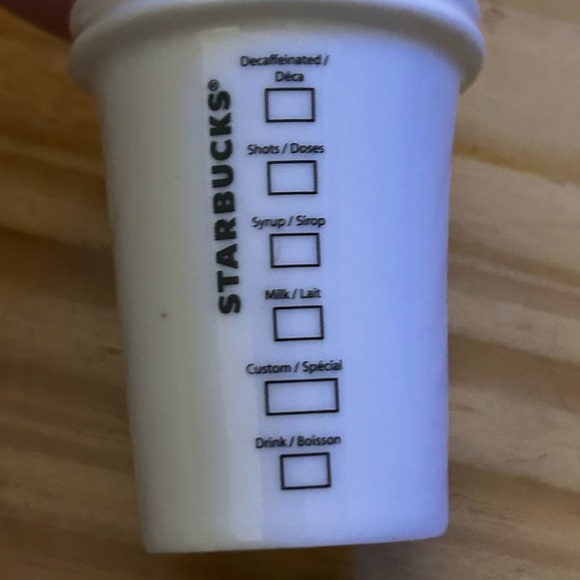 STARBUCKS®
Decaffeinated /
Déca
Shots / Doses
Syrup / Sirop
Milk / Lait
Custom / Spécial
Drink / Boisson